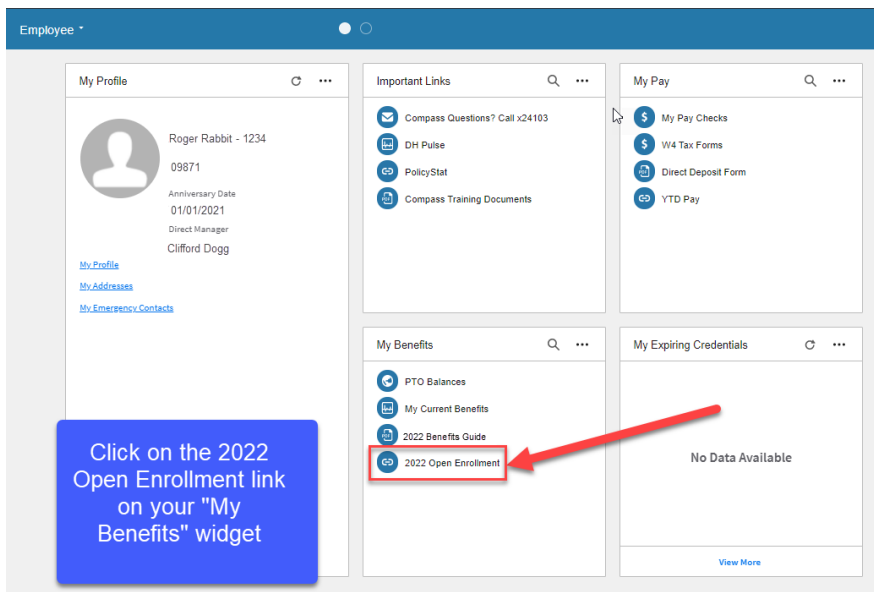 Employee
My Profile
Roger Rabbit - 1234
09871
Anniversary Date
01/01/2021
Direct Manager
Clifford Dogg
My Profile
My Addresses
My Emergency Contacts
Important Links
Compass Questions? Call x24103
DH Pulse
PolicyStat
Compass Training Documents
My Pay
My Pay Checks
W4 Tax Forms
Direct Deposit Form
YTD Pay
My Benefits
PTO Balances
My Current Benefits
2022 Benefits Guide
2022 Open Enrollment
My Expiring Credentials
No Data Available
View More
Click on the 2022
Open Enrollment link
on your "My
Benefits" widget